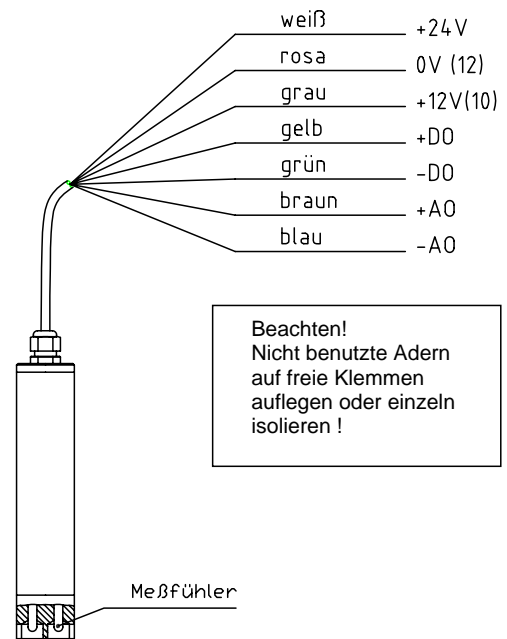 weiß +24V
rosa 0V (12)
grau +12V(10)
gelb +DO
grün -DO
braun +AO
blau -AO
Beachten!
Nicht benutzte Adern
auf freie Klemmen
auflegen oder einzeln
isolieren !
Meßfühler